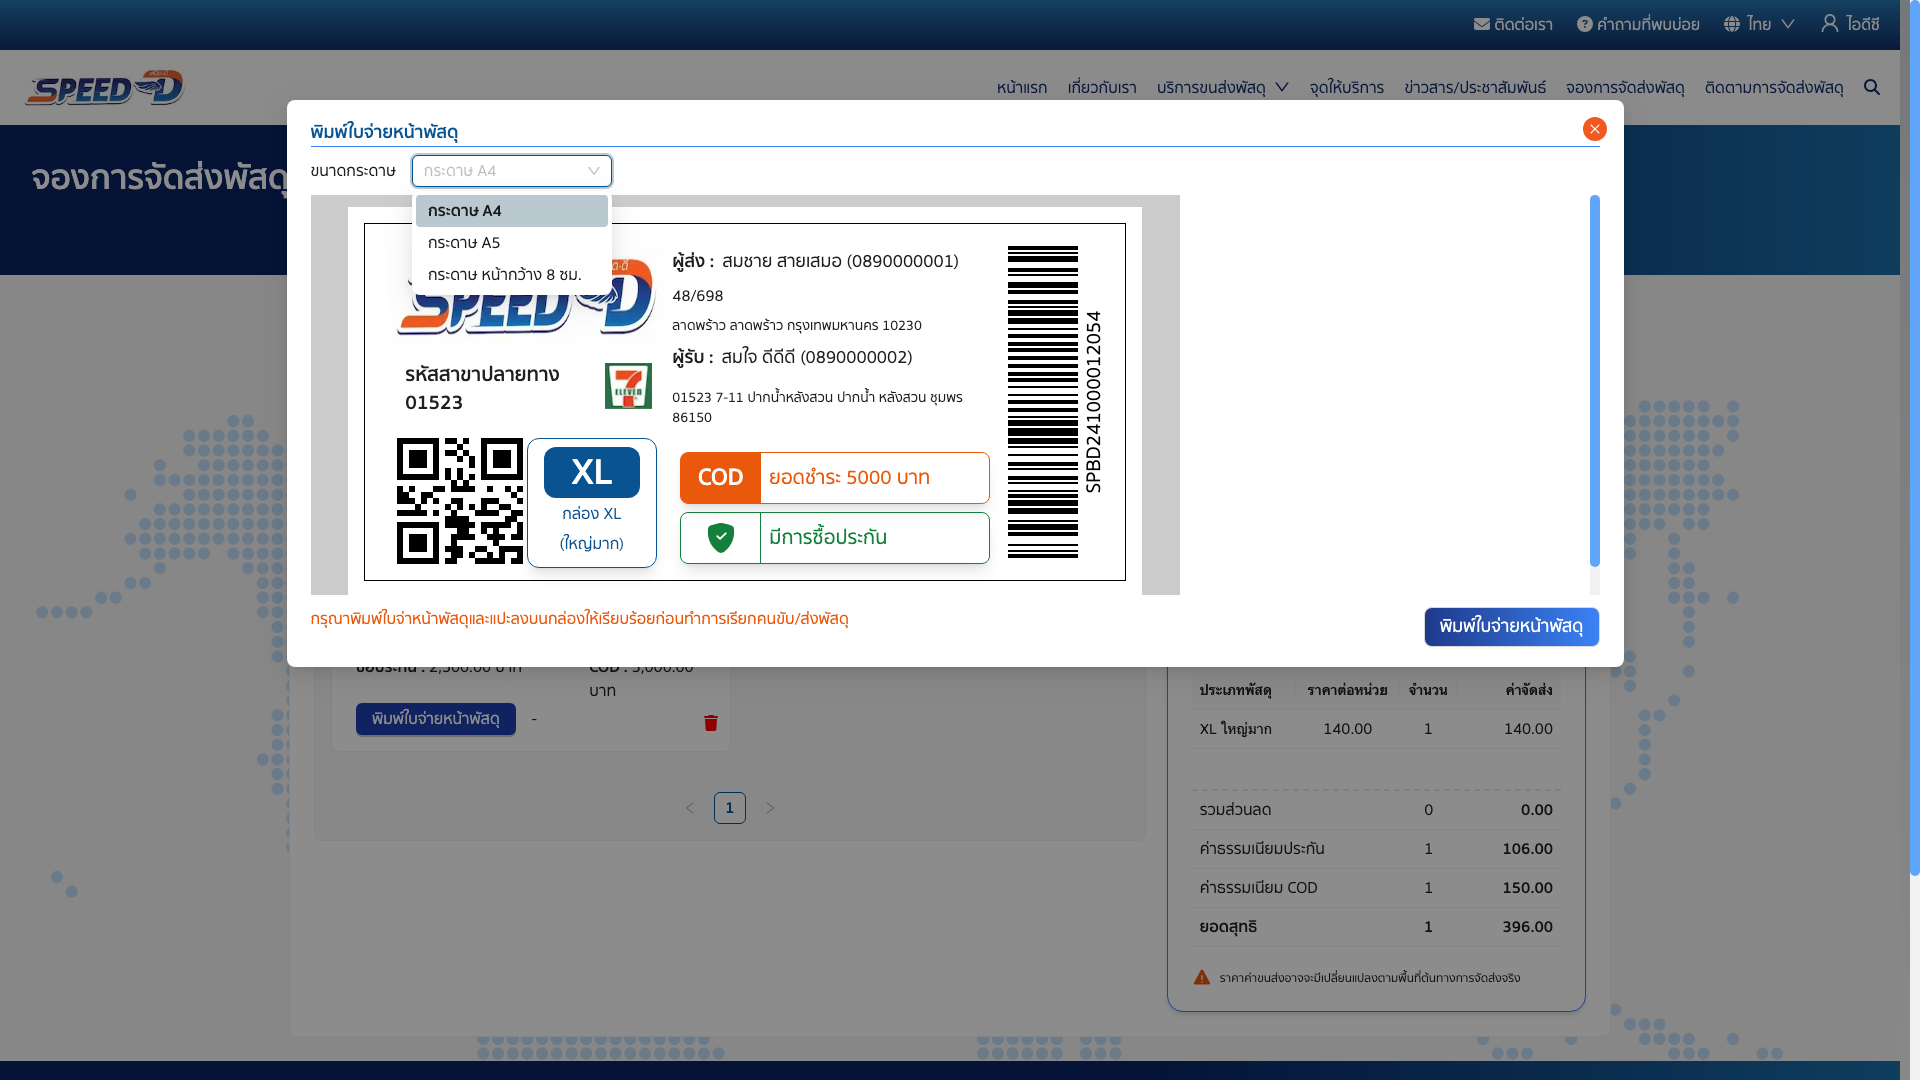 ติดต่อเรา
คำถามที่พบบ่อย
ไทย
ไอดีซี
SPEED D
หน้าแรก
เกี่ยวกับเรา
บริการขนส่งพัสดุ
จุดให้บริการ
ข่าวสาร/ประชาสัมพันธ์
จองการจัดส่งพัสดุ
ติดตามการจัดส่งพัสดุ
จองการจัดส่งพัสดุ
พิมพ์ใบจ่ายหน้าพัสดุ
ขนาดกระดาษ
กระดาษ A4
กระดาษ A4
กระดาษ A5
กระดาษ หน้ากว้าง 8 ซม.
SPEED D
ผู้ส่ง : สมชาย สายเสมอ (0890000001)
48/698
ลาดพร้าว ลาดพร้าว กรุงเทพมหานคร 10230
ผู้รับ : สมใจ ดีดีดี (0890000002)
01523 7-11 ปากน้ำหลังสวน ปากน้ำ หลังสวน ชุมพร
86150
รหัสสาขาปลายทาง
01523
7 ELEVEN
XL
กล่อง XL
(ใหญ่มาก)
COD ยอดชำระ 5000 บาท
มีการซื้อประกัน
SPBD241000012054
กรุณาพิมพ์ใบจ่าหน้าพัสดุและแปะลงบนกล่องให้เรียบร้อยก่อนทำการเรียกคนขับ/ส่งพัสดุ
พิมพ์ใบจ่ายหน้าพัสดุ
ซื้อประกัน : 2,500.00 บาท
COD : 5,000.00
บาท
พิมพ์ใบจ่ายหน้าพัสดุ -
1
ประเภทพัสดุ ราคาต่อหน่วย จำนวน ค่าจัดส่ง
XL ใหญ่มาก 140.00 1 140.00
รวมส่วนลด 0 0.00
ค่าธรรมเนียมประกัน 1 106.00
ค่าธรรมเนียม COD 1 150.00
ยอดสุทธิ 1 396.00
ราคาค่าขนส่งอาจจะมีเปลี่ยนแปลงตามพื้นที่ต้นทางการจัดส่งจริง